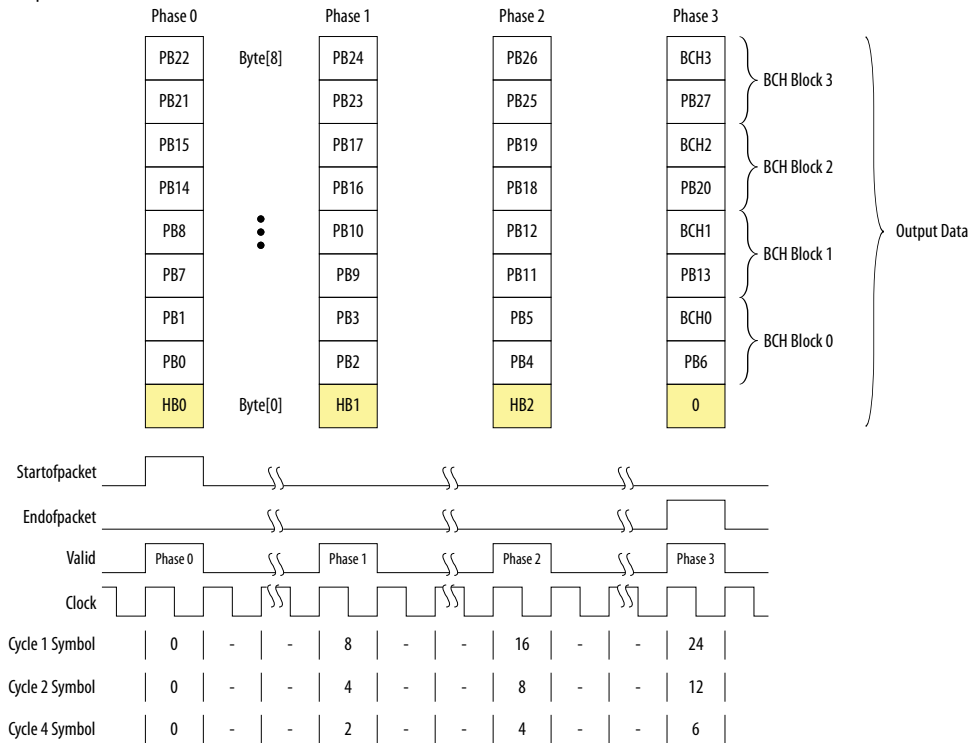 Phase 0 Phase 1 Phase 2 Phase 3
PB22 Byte[8] PB24 PB26 BCH3
BCH Block 3
PB21 PB23 PB25 PB27
PB15 PB17 PB19 BCH2
BCH Block 2
PB14 PB16 PB18 PB20
PB8 PB10 PB12 BCH1
Output Data
BCH Block 1
PB7 PB9 PB11 PB13
PB1 PB3 PB5 BCH0
BCH Block 0
PB0 PB2 PB4 PB6
HB0 Byte[0] HB1 HB2 0
Startofpacket
Endofpacket
Valid Phase 0 Phase 1 Phase 2 Phase 3
Clock
Cycle 1 Symbol 0 - - 8 - - 16 - - 24
Cycle 2 Symbol 0 - - 4 - - 8 - - 12
Cycle 4 Symbol 0 - - 2 - - 4 - - 6